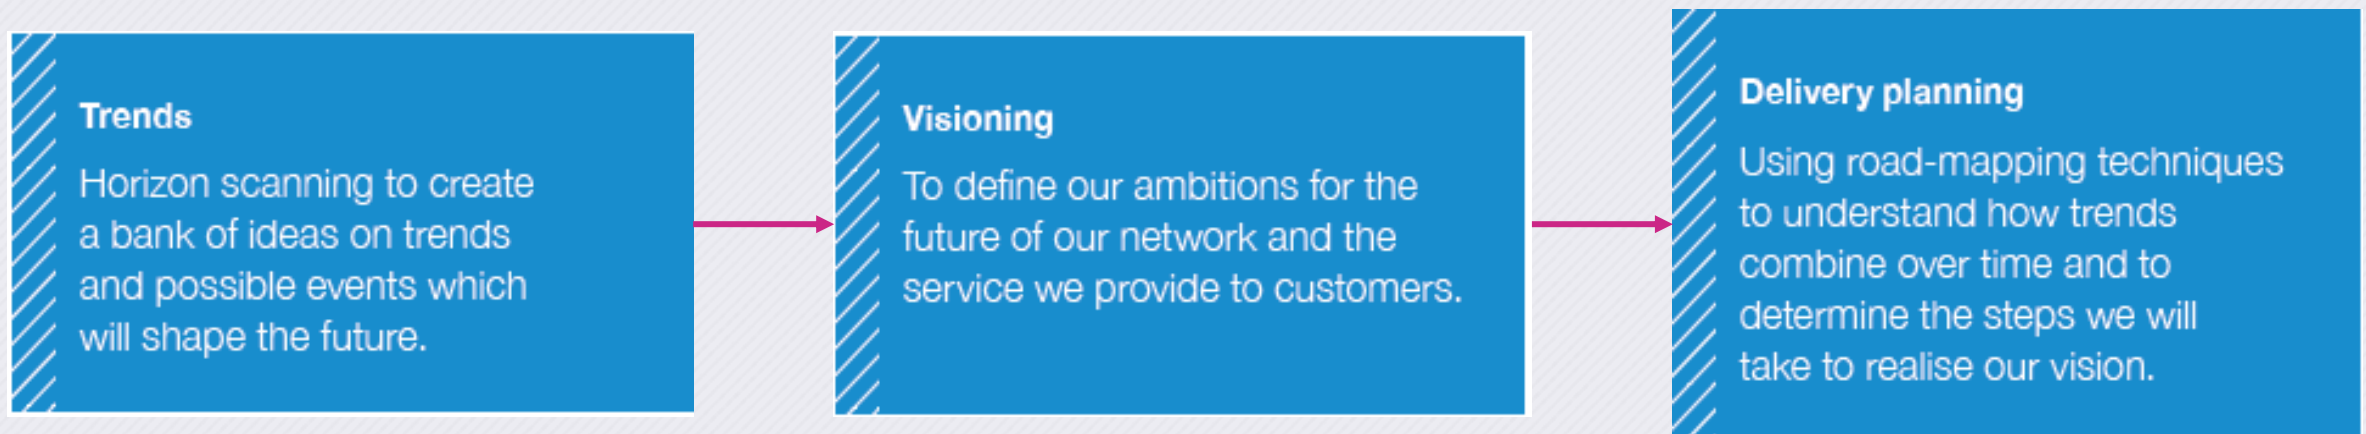 Trends
Horizon scanning to create
a bank of ideas on trends
and possible events which
will shape the future.
Visioning
To define our ambitions for the
future of our network and the
service we provide to customers.
Delivery planning
Using road-mapping techniques
to understand how trends
combine over time and to
determine the steps we will
take to realise our vision.